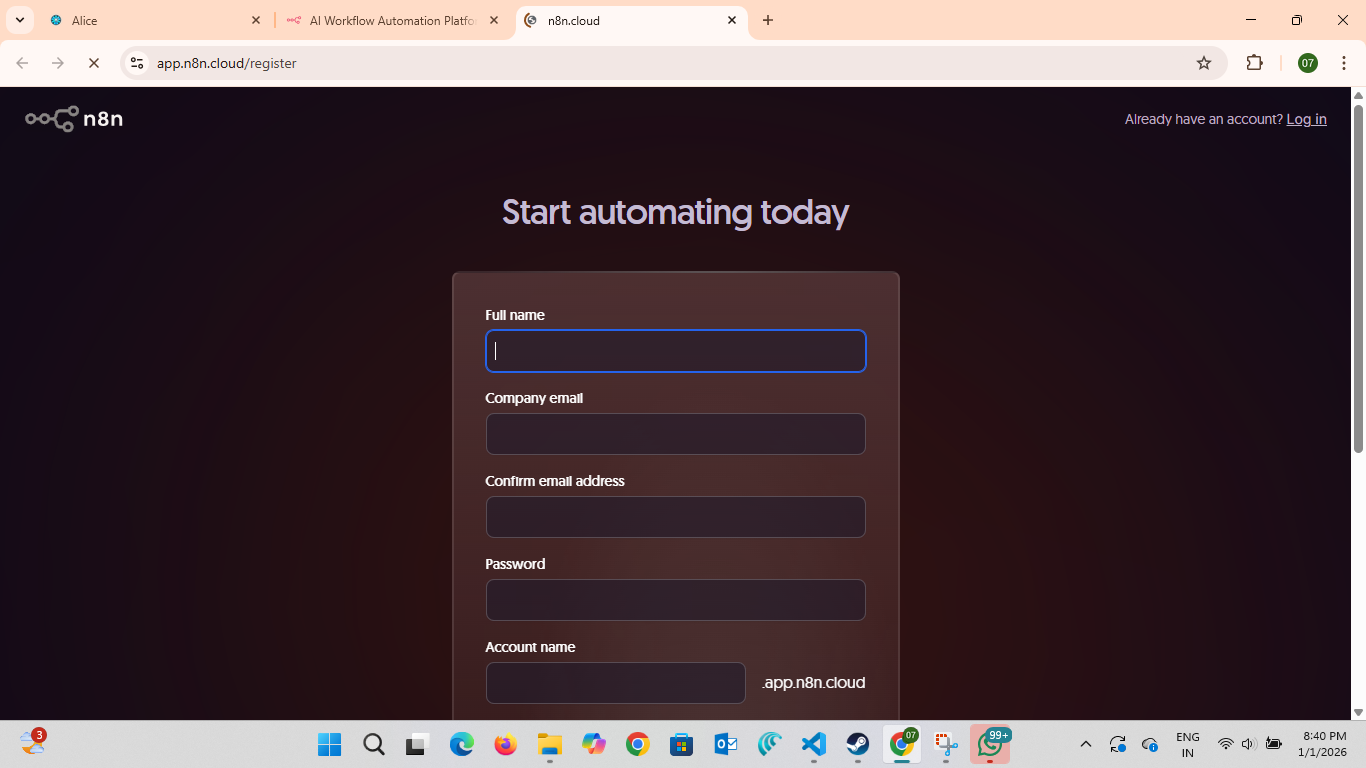 Alice
AI Workflow Automation Platfo
n8n.cloud
app.n8n.cloud/register
07
n8n
Already have an account? Log in
Start automating today
Full name
Company email
Confirm email address
Password
Account name
.app.n8n.cloud
3
07
99+
ENG
IN
8:40 PM
1/1/2026